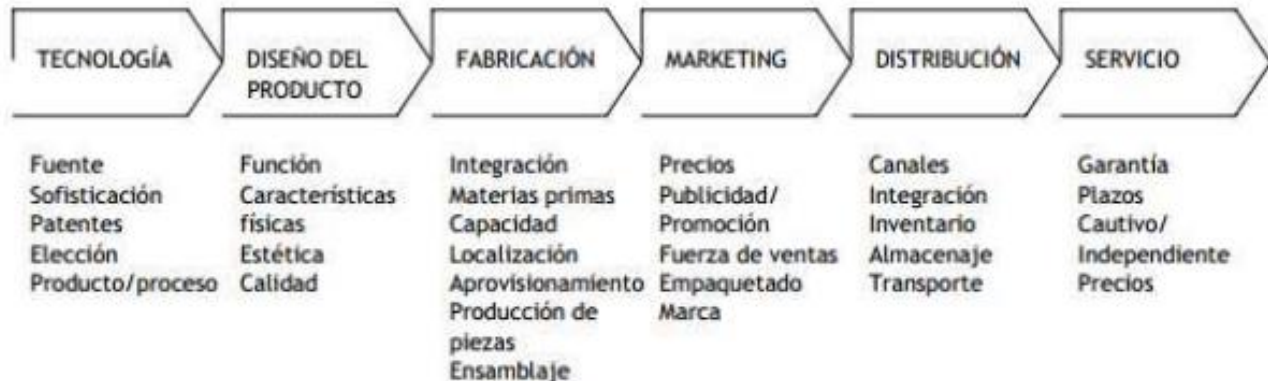 TECNOLOGÍA
DISEÑO DEL
PRODUCTO
FABRICACIÓN
MARKETING
DISTRIBUCIÓN
SERVICIO
Fuente
Sofisticación
Patentes
Elección
Producto/proceso
Función
Características
físicas
Estética
Calidad
Integración
Materias primas
Capacidad
Localización
Aprovisionamiento
Producción de
piezas
Ensamblaje
Precios
Publicidad/
Promoción
Fuerza de ventas
Empaquetado
Marca
Canales
Integración
Inventario
Almacenaje
Transporte
Garantía
Plazos
Cautivo/
Independiente
Precios